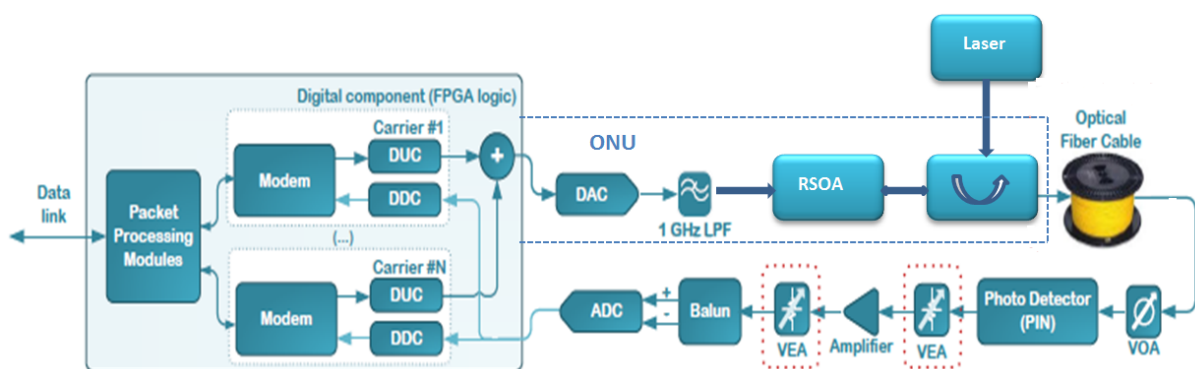 Laser
Digital component (FPGA logic)
Carrier #1
DUC
+
DDC
Modem
ONU
DAC
1 GHz LPF
RSOA
Optical
Fiber Cable
Data
link
Packet
Processing
Modules
(...)
Carrier #N
DUC
DDC
Modem
ADC
+
-
Balun
VEA
Amplifier
VEA
Photo Detector
(PIN)
VOA